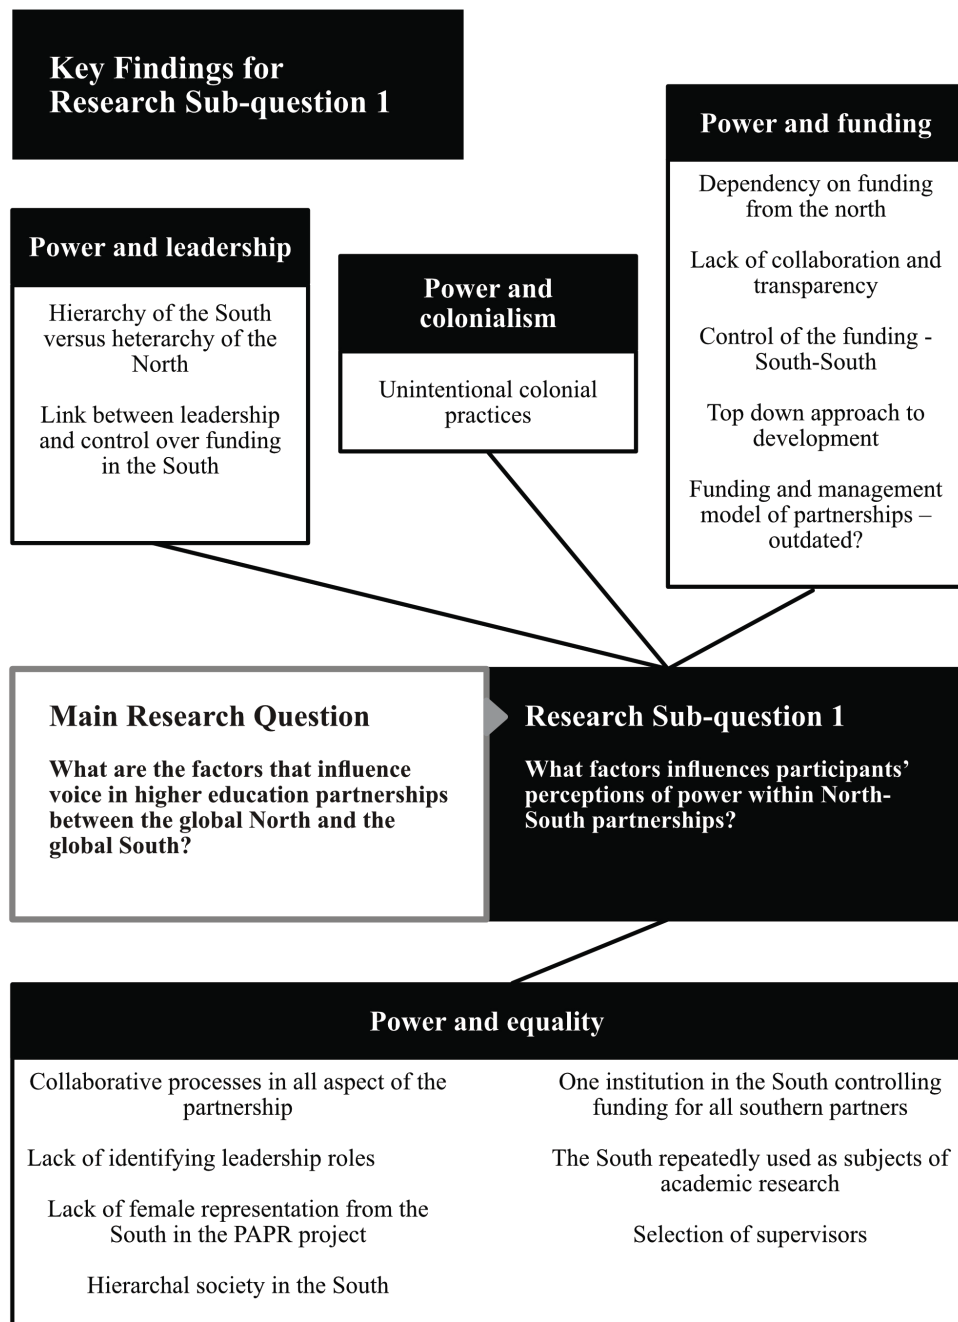 Key Findings for
Research Sub-question 1
Power and funding
Dependency on funding
from the north
Lack of collaboration and
transparency
Control of the funding -
South-South
Top down approach to
development
Funding and management
model of partnerships –
outdated?
Power and leadership
Hierarchy of the South
versus heterarchy of the
North
Link between leadership
and control over funding
in the South
Power and
colonialism
Unintentional colonial
practices
Main Research Question
What are the factors that influence
voice in higher education partnerships
between the global North and the
global South?
Research Sub-question 1
What factors influences participants’
perceptions of power within North-
South partnerships?
Power and equality
Collaborative processes in all aspect of the
partnership
Lack of identifying leadership roles
Lack of female representation from the
South in the PAPR project
Hierarchal society in the South
One institution in the South controlling
funding for all southern partners
The South repeatedly used as subjects of
academic research
Selection of supervisors